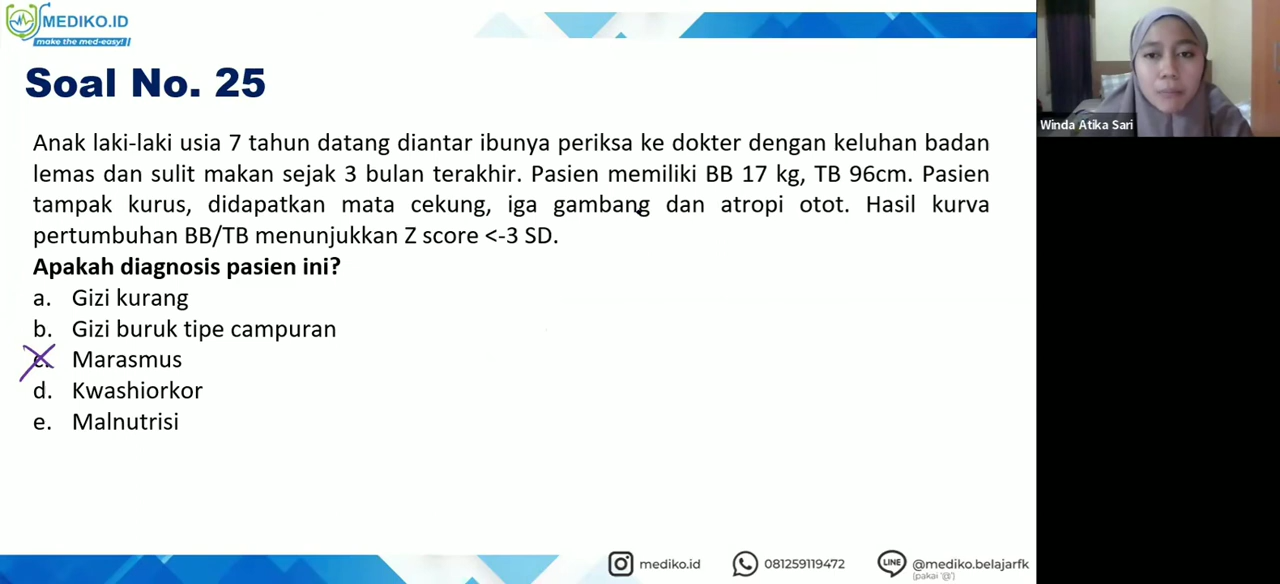 MEDIKO.ID
make the med-easy!
Soal No. 25
Winda Atika Sari
Anak laki-laki usia 7 tahun datang diantar ibunya periksa ke dokter dengan keluhan badan
lemas dan sulit makan sejak 3 bulan terakhir. Pasien memiliki BB 17 kg, TB 96cm. Pasien
tampak kurus, didapatkan mata cekung, iga gambang dan atropi otot. Hasil kurva
pertumbuhan BB/TB menunjukkan Z score <-3 SD.
Apakah diagnosis pasien ini?
a. Gizi kurang
b. Gizi buruk tipe campuran
c. Marasmus
d. Kwashiorkor
e. Malnutrisi
mediko.id
081259119472
LINE
@mediko.belajarfk
(pakai '@')